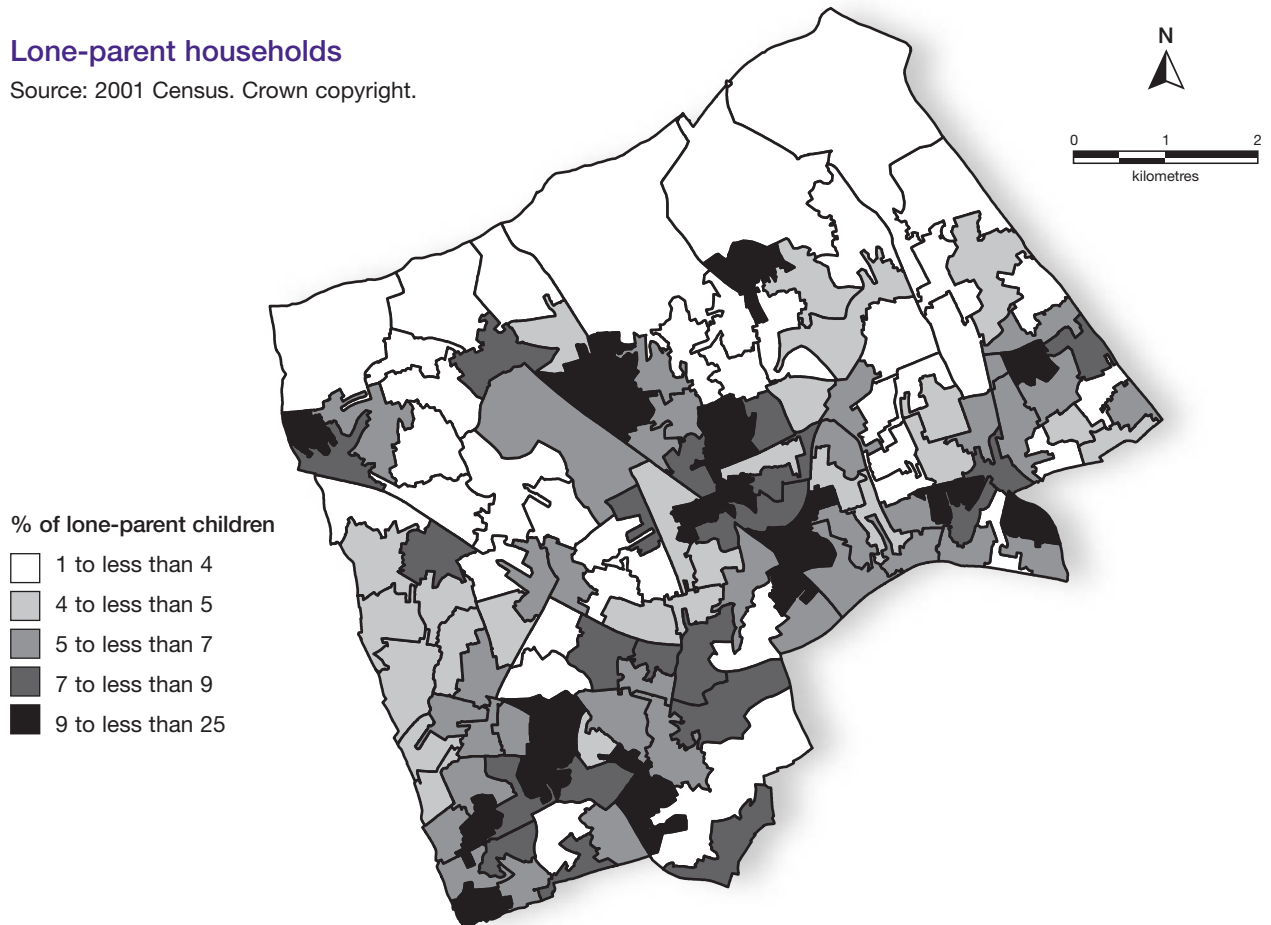 Lone-parent households
Source: 2001 Census. Crown copyright.
N
0 1 2
kilometres
% of lone-parent children
1 to less than 4
4 to less than 5
5 to less than 7
7 to less than 9
9 to less than 25